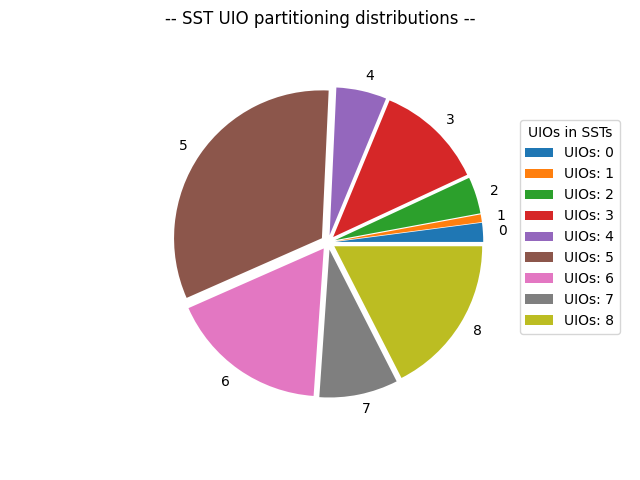 -- SST UIO partitioning distributions --
4
3
5
2
1
0
6
7
8
UIOs in SSTs
UIOs: 0
UIOs: 1
UIOs: 2
UIOs: 3
UIOs: 4
UIOs: 5
UIOs: 6
UIOs: 7
UIOs: 8